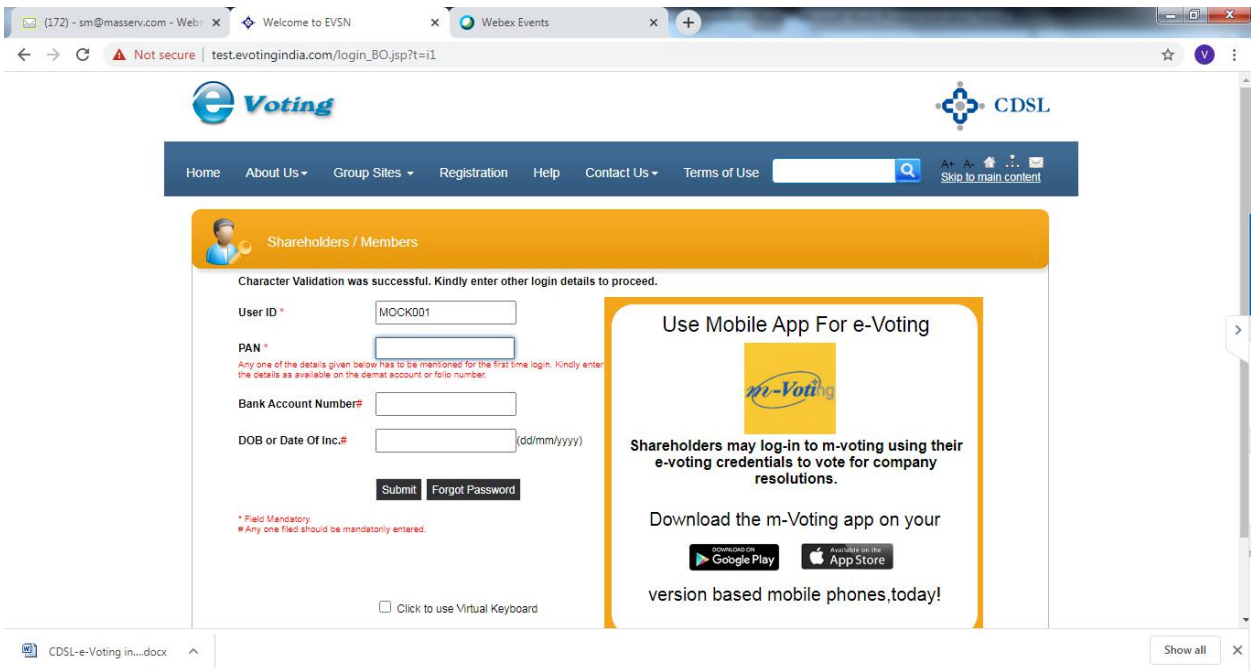 (172) - sm@masserv.com - Webm
Welcome to EVSN
Webex Events
Not secure | test.evotingindia.com/login_BO.jsp?t=i1
V
e Voting
CDSL
Home About Us Group Sites Registration Help Contact Us Terms of Use
A+ A-
Skip to main content
Shareholders / Members
Character Validation was successful. Kindly enter other login details to proceed.
User ID * MOCK001
PAN *
Any one of the details given below has to be mentioned for the first time login. Kindly enter
the details as available on the demat account or folio number.
Bank Account Number#
DOB or Date Of Inc.# (dd/mm/yyyy)
Submit Forgot Password
* Field Mandatory.
# Any one filed should be mandatorily entered.
Click to use Virtual Keyboard
Use Mobile App For e-Voting
m-Voting
Shareholders may log-in to m-voting using their
e-voting credentials to vote for company
resolutions.
Download the m-Voting app on your
DOWNLOAD ON
Google Play
Available on the
App Store
version based mobile phones,today!
CDSL-e-Voting in....docx
Show all